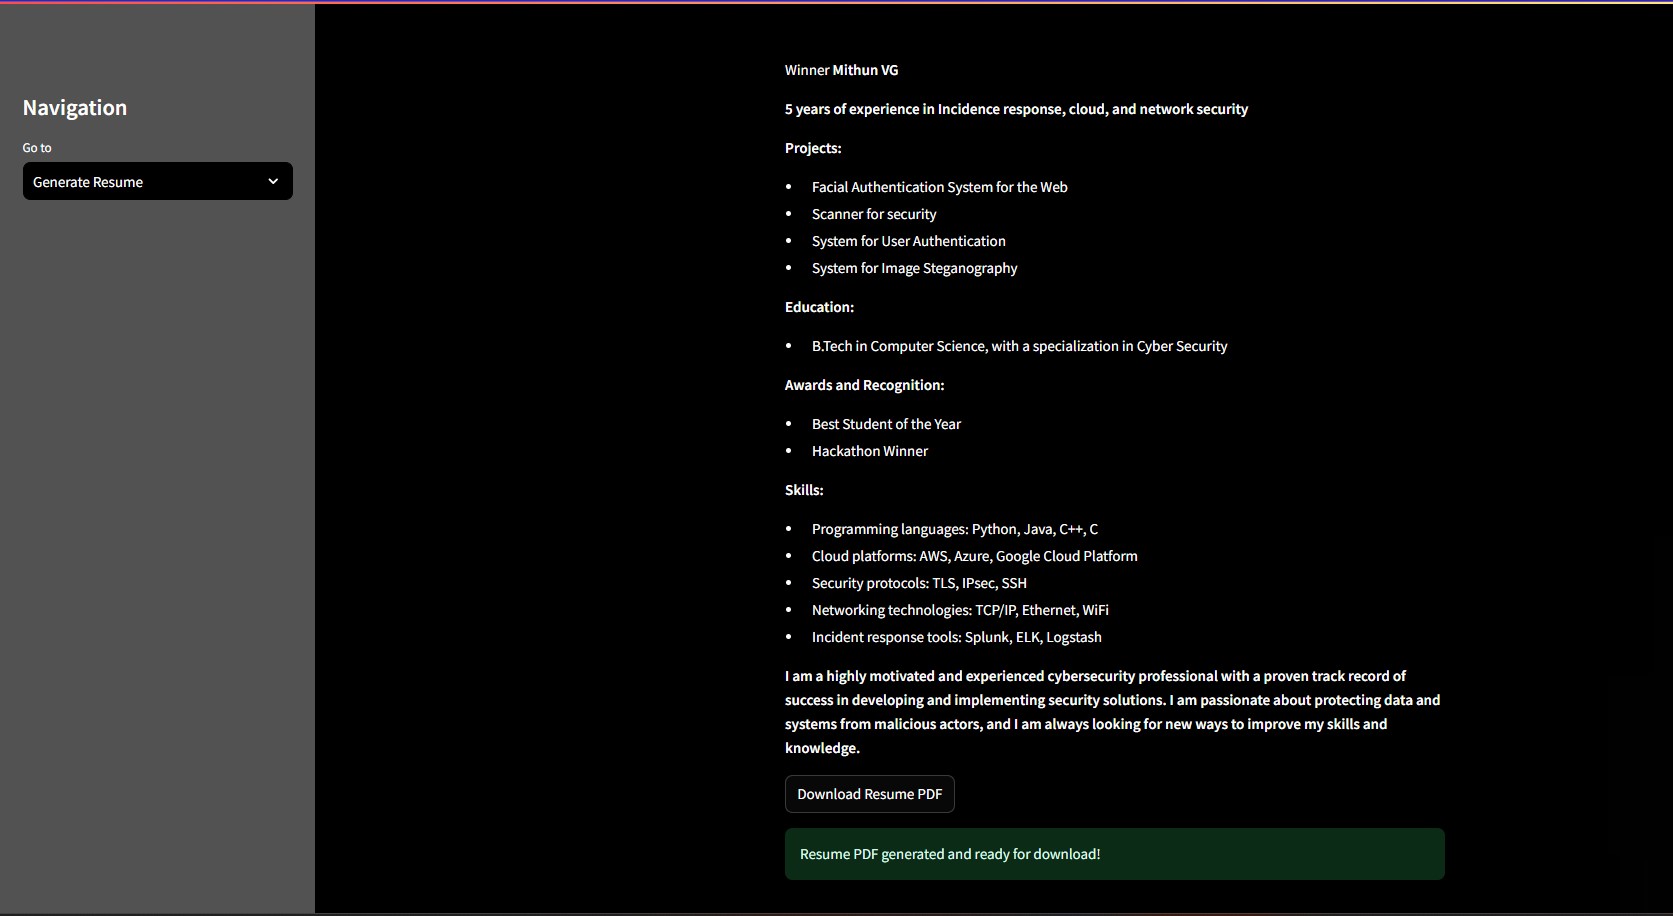 Navigation
Go to
Generate Resume
Winner Mithun VG
5 years of experience in Incidence response, cloud, and network security
Projects:
• Facial Authentication System for the Web
• Scanner for security
• System for User Authentication
• System for Image Steganography
Education:
• B.Tech in Computer Science, with a specialization in Cyber Security
Awards and Recognition:
• Best Student of the Year
• Hackathon Winner
Skills:
• Programming languages: Python, Java, C++, C
• Cloud platforms: AWS, Azure, Google Cloud Platform
• Security protocols: TLS, IPsec, SSH
• Networking technologies: TCP/IP, Ethernet, WiFi
• Incident response tools: Splunk, ELK, Logstash
I am a highly motivated and experienced cybersecurity professional with a proven track record of
success in developing and implementing security solutions. I am passionate about protecting data and
systems from malicious actors, and I am always looking for new ways to improve my skills and
knowledge.
Download Resume PDF
Resume PDF generated and ready for download!